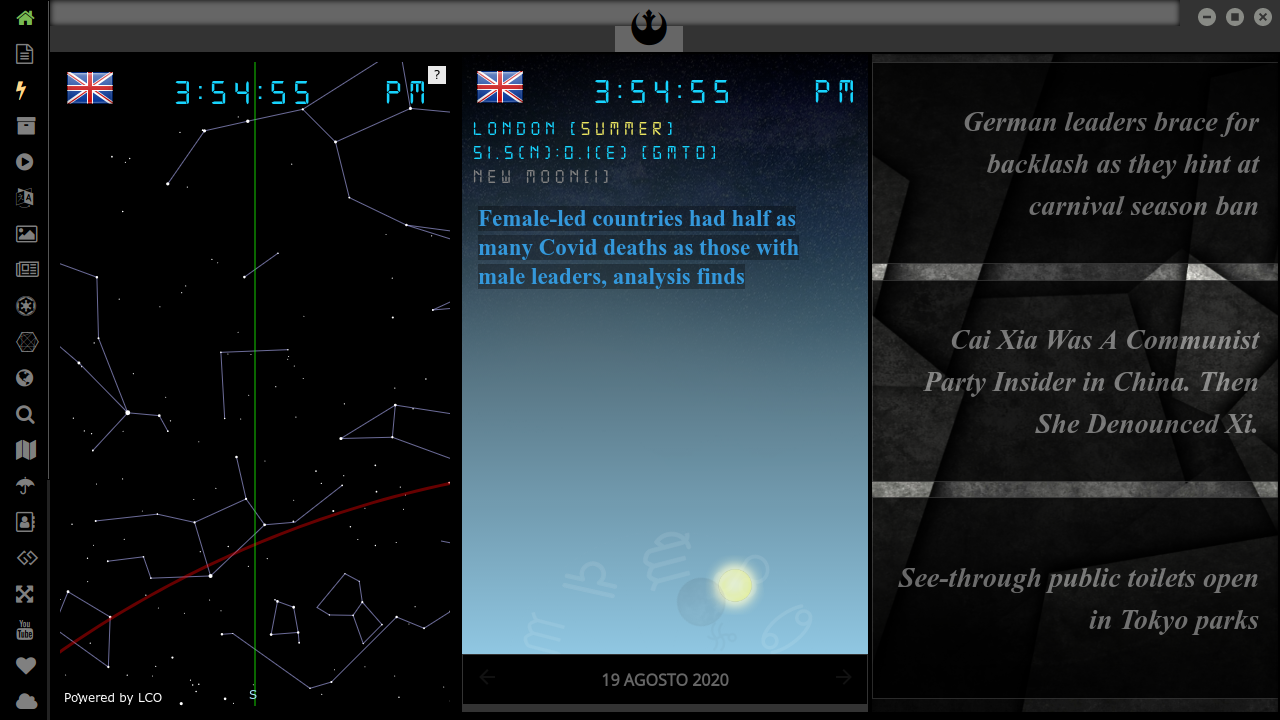 3:54:55 PM
?
Powered by LCO
S
3:54:55 PM
LONDON (SUMMER)
51.5(N):0.1(E) (GMT0)
NEW MOON(1)
Female-led countries had half as
many Covid deaths as those with
male leaders, analysis finds
19 AGOSTO 2020
German leaders brace for
backlash as they hint at
carnival season ban
Cai Xia Was A Communist
Party Insider in China. Then
She Denounced Xi.
See-through public toilets open
in Tokyo parks
You
Tube